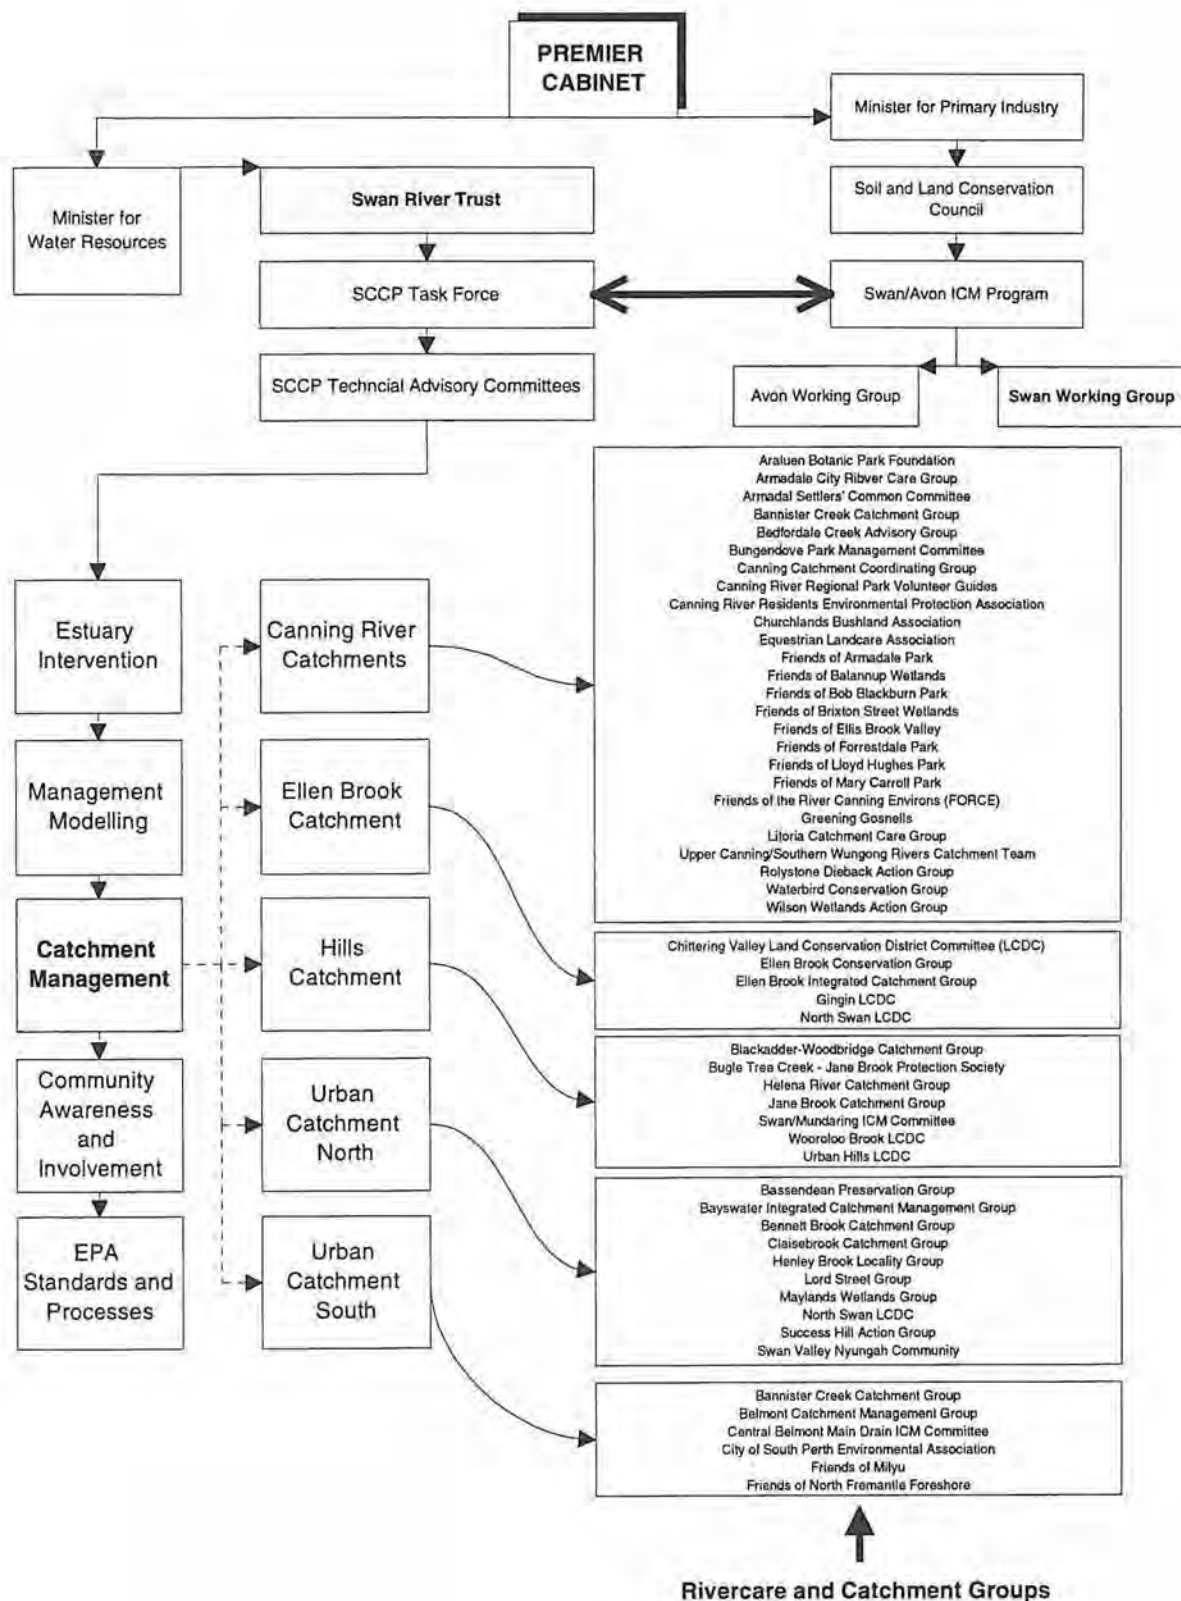 PREMIER
CABINET
Minister for Primary Industry
Minister for
Water Resources
Swan River Trust
Soil and Land Conservation
Council
SCCP Task Force
Swan/Avon ICM Program
SCCP Techncial Advisory Committees
Avon Working Group
Swan Working Group
Estuary
Intervention
Management
Modelling
Catchment
Management
Community
Awareness
and
Involvement
EPA
Standards and
Processes
Canning River
Catchments
Ellen Brook
Catchment
Hills
Catchment
Urban
Catchment
North
Urban
Catchment
South
Araluen Botanic Park Foundation
Armadale City Ribver Care Group
Armadal Settlers' Common Committee
Bannister Creek Catchment Group
Bedfordale Creek Advisory Group
Bungendove Park Management Committee
Canning Catchment Coordinating Group
Canning River Regional Park Volunteer Guides
Canning River Residents Environmental Protection Association
Churchlands Bushland Association
Equestrian Landcare Association
Friends of Armadale Park
Friends of Balannup Wetlands
Friends of Bob Blackburn Park
Friends of Brixton Street Wetlands
Friends of Ellis Brook Valley
Friends of Forrestdale Park
Friends of Lloyd Hughes Park
Friends of Mary Carroll Park
Friends of the River Canning Environs (FORCE)
Greening Gosnells
Litoria Catchment Care Group
Upper Canning/Southern Wungong Rivers Catchment Team
Rolystone Dieback Action Group
Waterbird Conservation Group
Wilson Wetlands Action Group
Chittering Valley Land Conservation District Committee (LCDC)
Ellen Brook Conservation Group
Ellen Brook Integrated Catchment Group
Gingin LCDC
North Swan LCDC
Blackadder-Woodbridge Catchment Group
Bugle Tree Creek - Jane Brook Protection Society
Helena River Catchment Group
Jane Brook Catchment Group
Swan/Mundaring ICM Committee
Wooroloo Brook LCDC
Urban Hills LCDC
Bassendean Preservation Group
Bayswater Integrated Catchment Management Group
Bennett Brook Catchment Group
Claisebrook Catchment Group
Henley Brook Locality Group
Lord Street Group
Maylands Wetlands Group
North Swan LCDC
Success Hill Action Group
Swan Valley Nyungah Community
Bannister Creek Catchment Group
Belmont Catchment Management Group
Central Belmont Main Drain ICM Committee
City of South Perth Environmental Association
Friends of Milyu
Friends of North Fremantle Foreshore
Rivercare and Catchment Groups